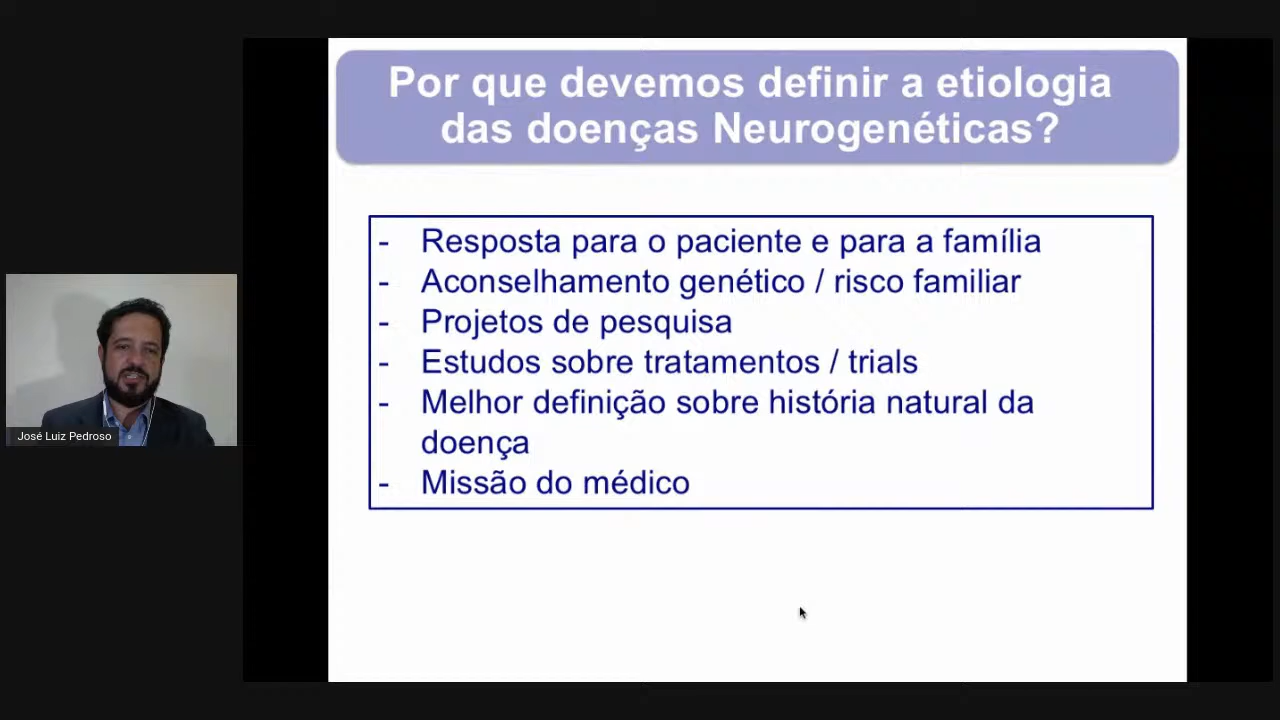 Por que devemos definir a etiologia
das doenças Neurogenéticas?
- Resposta para o paciente e para a família
- Aconselhamento genético / risco familiar
- Projetos de pesquisa
- Estudos sobre tratamentos / trials
- Melhor definição sobre história natural da
doença
- Missão do médico
José Luiz Pedroso